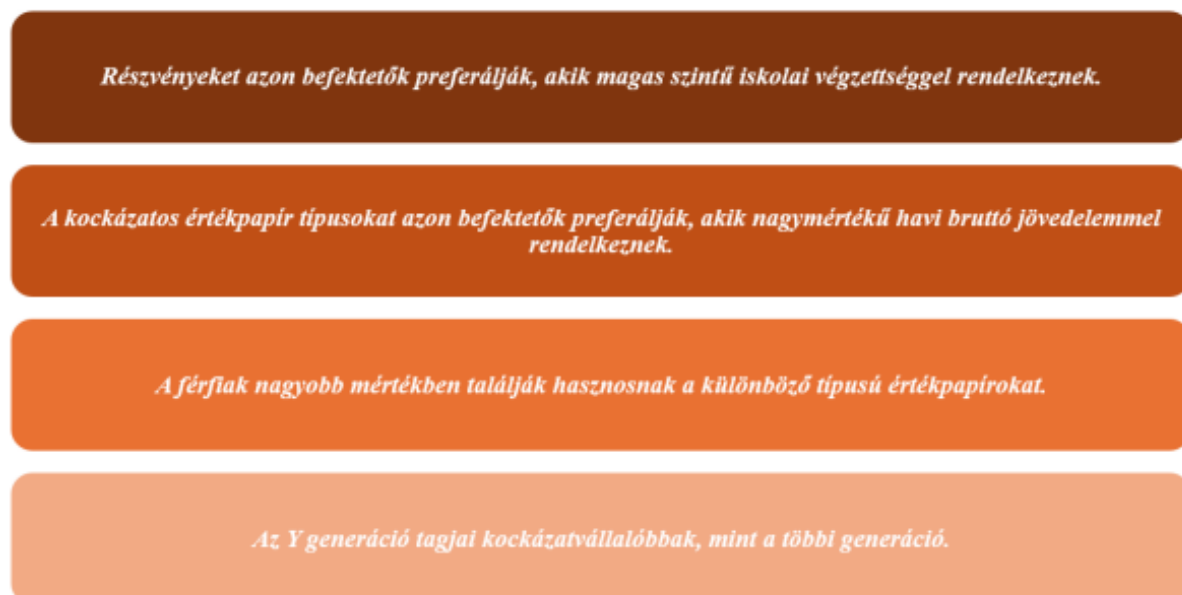 Részvényeket azon befektetők preferálják, akik magas szintű iskolai végzettséggel rendelkeznek.
A kockázatos értékpapír típusokat azon befektetők preferálják, akik nagymértékű havi bruttó jövedelemmel
rendelkeznek.
A férfiak nagyobb mértékben találják hasznosnak a különböző típusú értékpapírokat.
Az Y generáció tagjai kockázatvállalóbbak, mint a többi generáció.